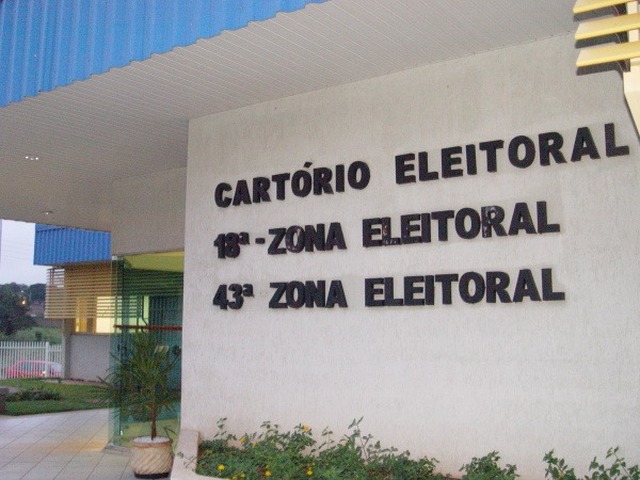 CARTÓRIO ELEITORAL
18ª - ZONA ELEITORAL
43ª ZONA ELEITORAL